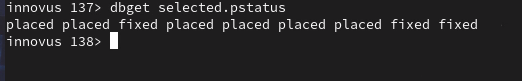 innovus 137> dbget selected.pstatus
placed placed fixed placed placed placed placed fixed fixed
innovus 138>